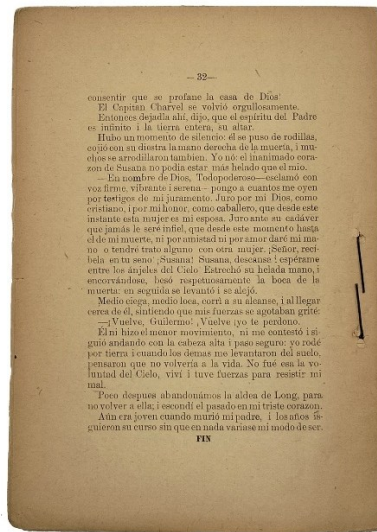 —32—
consentir que se profane la casa de Dios
El Capitan Charvel se volvió orgullosamente.
Entonces dejadla ahí, dijo, que el espíritu del Padre
es infinito i la tierra entera, su altar.
Hubo un momento de silencio: él se puso de rodillas,
cojió con su diestra la mano derecha de la muerta, i mu-
chos se arrodillaron tambien. Yo nó: el inanimado cora-
zon de Susana no podia estar más helado que el mio.
—En nombre de Dios, Todopoderoso—esclamó con
voz firme, vibrante i serena—pongo a cuantos me oyen
por testigos de mi juramento. Juro por mi Dios, como
cristiano, i por mi honor, como caballero, que desde este
instante esta mujer es mi esposa. Juro ante su cadáver
que jamás le seré infiel, que desde este momento hasta
el de mi muerte, ni por amistad ni por amor daré mi ma-
no o tendré trato alguno con otra mujer. ¡Señor, recí-
bela en tu seno! ¡Susana! Susana, descansa i espérame
entre los ánjeles del Cielo Estrechó su helada mano, i
encorvándose, besó respetuosamente la boca de la
muerta: en seguida se levantó i se alejó.
Medio ciega, medio loca, corrí a su alcance, i al llegar
cerca de él, sintiendo que mis fuerzas se agotaban grité:
—¡Vuelve, Guillermo! ¡Vuelve ¡yo te perdono.
El ni hizo el menor movimiento, ni me contestó i si-
guió andando con la cabeza alta i paso seguro: yo rodé
por tierra i cuando los demas me levantaron del suelo,
pensaron que no volvería a la vida. No fué esa la vo-
luntad del Cielo, viví i tuve fuerzas para resistir mi
mal.
Poco despues abandonámos la aldea de Long, para
no volver a ella; i escondí el pasado en mi triste corazon.
Aún era joven cuando murió mi padre, i los años si-
guieron su curso sin que en nada variase mi modo de ser.
FIN